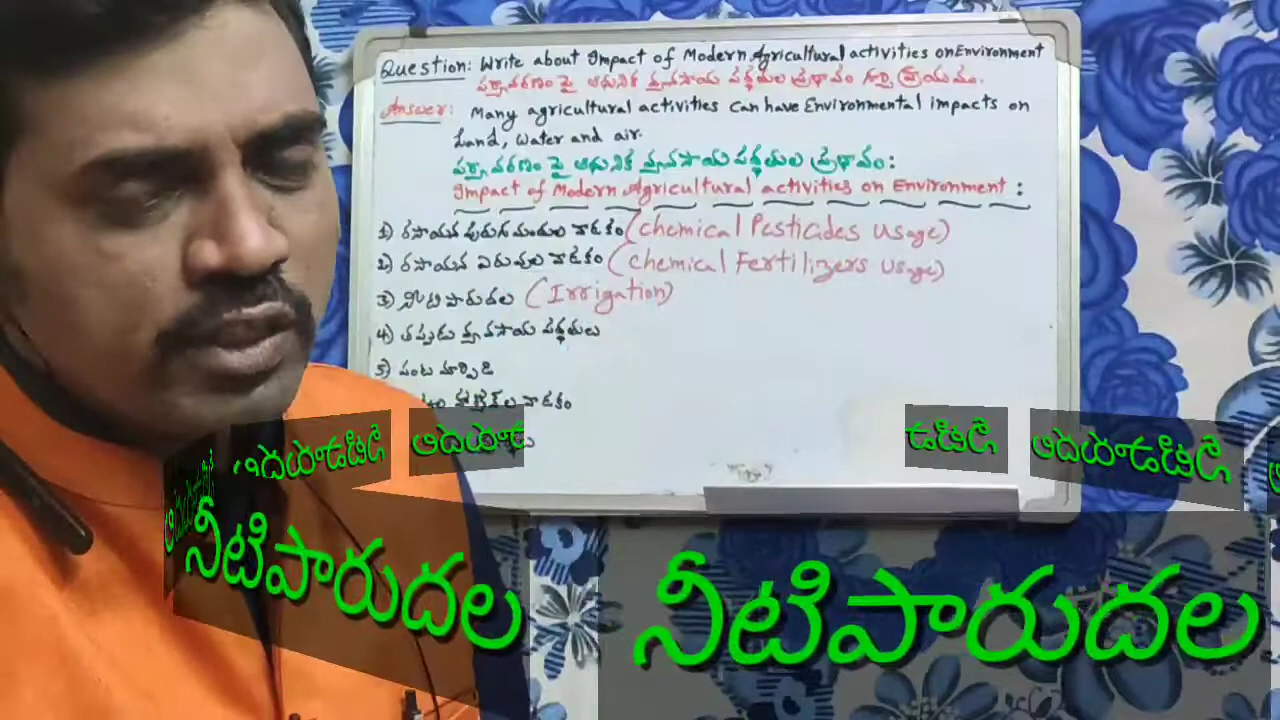 Question: Write about Impact of Modern Agricultural activities on Environment
పర్యావరణం పై ఆధునిక వ్యవసాయ పద్ధతుల ప్రభావం గూర్చి వ్రాయుము.
Answer: Many agricultural activities can have Environmental impacts on
Land, water and air.
పర్యావరణం పై ఆధునిక వ్యవసాయ పద్ధతుల ప్రభావం:
Impact of Modern Agricultural activities on Environment:
1) రసాయన పురుగుమందుల వాడకం (chemical Pesticides usage)
2) రసాయన ఎరువుల వాడకం (chemical Fertilizers usage)
3) నీటిపారుదల (Irrigation)
4) తప్పుడు వ్యవసాయ పద్ధతులు
5) పంట మార్పిడి
వాడకం
నీటిపారుదల
నీటిపారుదల